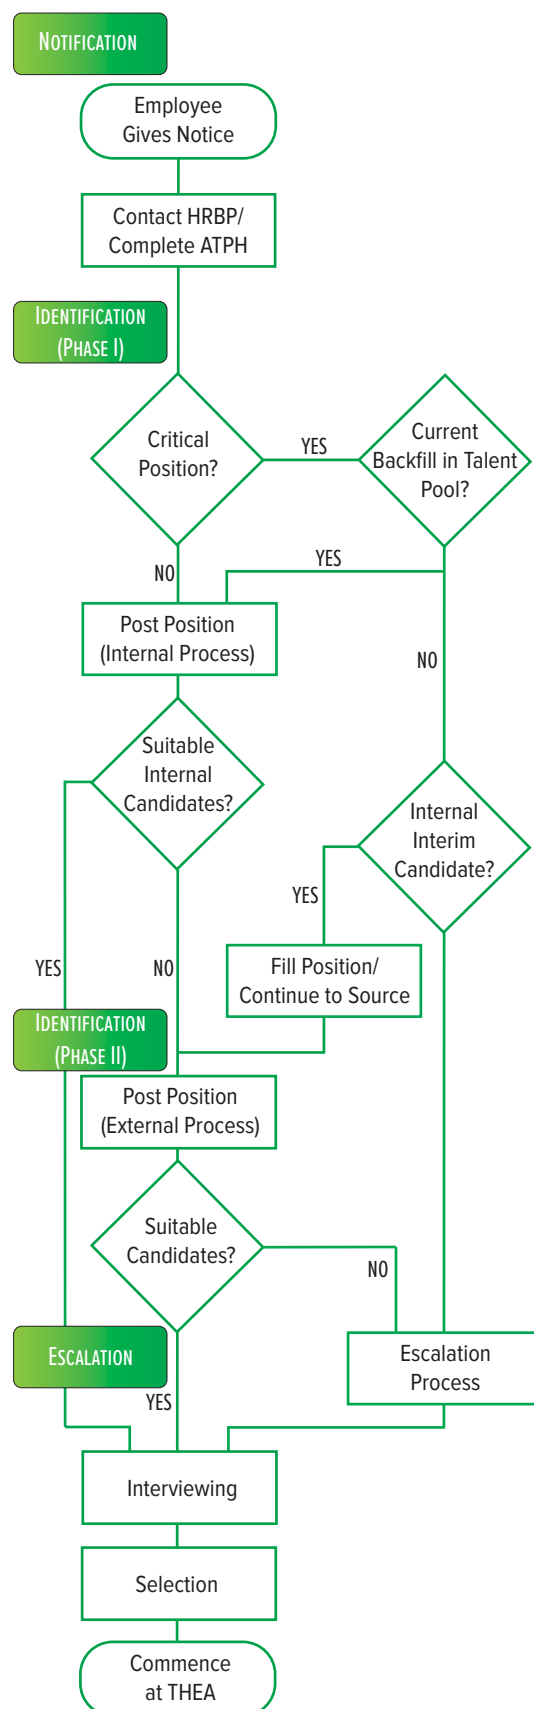 NOTIFICATION
Employee
Gives Notice
Contact HRBP/
Complete ATPH
IDENTIFICATION
(PHASE I)
Critical
Position?
YES
Current
Backfill in Talent
Pool?
NO
YES
Post Position
(Internal Process)
NO
Suitable
Internal
Candidates?
Internal
Interim
Candidate?
YES
YES
NO
Fill Position/
Continue to Source
IDENTIFICATION
(PHASE II)
Post Position
(External Process)
Suitable
Candidates?
NO
ESCALATION
Escalation
Process
YES
Interviewing
Selection
Commence
at THEA